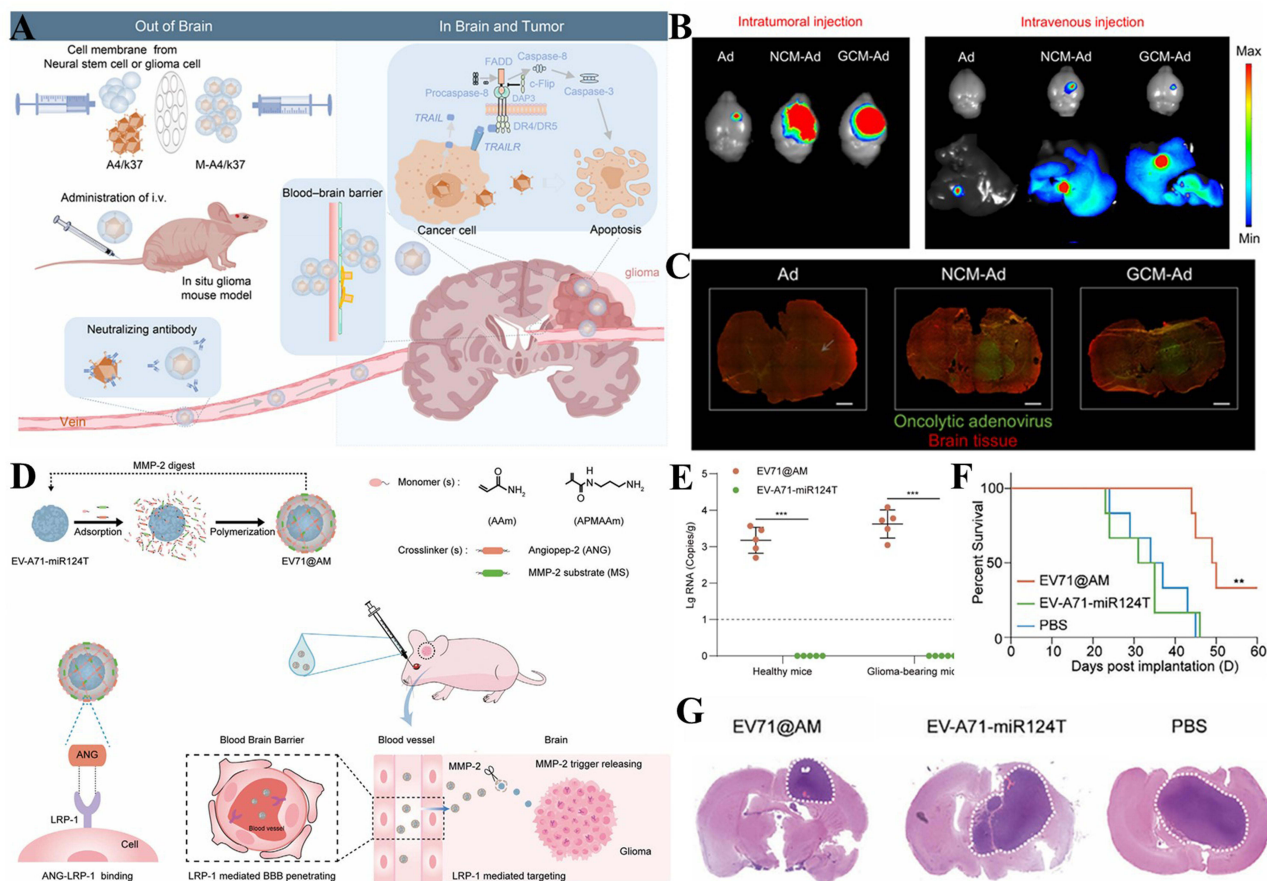 A
Out of Brain
In Brain and Tumor
Cell membrane from
Neural stem cell or glioma cell
A4/k37
M-A4/k37
Administration of i.v.
In situ glioma
mouse model
Neutralizing antibody
Vein
Blood–brain barrier
FADD
Caspase-8
Procaspase-8
c-Flip
Caspase-3
DAP3
TRAIL
DR4/DR5
TRAILR
Cancer cell
Apoptosis
glioma
B
Intratumoral injection
Intravenous injection
Ad
NCM-Ad
GCM-Ad
Ad
NCM-Ad
GCM-Ad
Max
Min
C
Ad
NCM-Ad
GCM-Ad
Oncolytic adenovirus
Brain tissue
D
MMP-2 digest
EV-A71-miR124T
Adsorption
Polymerization
EV71@AM
Monomer (s) :
O
NH2
(AAm)
H
N
NH2
O
(APMAAm)
Crosslinker (s) :
Angiopep-2 (ANG)
MMP-2 substrate (MS)
ANG
LRP-1
Cell
ANG-LRP-1 binding
Blood Brain Barrier
Blood vessel
LRP-1 mediated BBB penetrating
Blood vessel
Brain
MMP-2
MMP-2 trigger releasing
Glioma
LRP-1 mediated targeting
E
EV71@AM
EV-A71-miR124T
Lg RNA (Copies/g)
5
4
3
2
1
0
***
***
Healthy mice
Glioma-bearing mic
F
Percent Survival
100
50
0
EV71@AM
EV-A71-miR124T
PBS
**
0 10 20 30 40 50 60
Days post implantation (D)
G
EV71@AM
EV-A71-miR124T
PBS